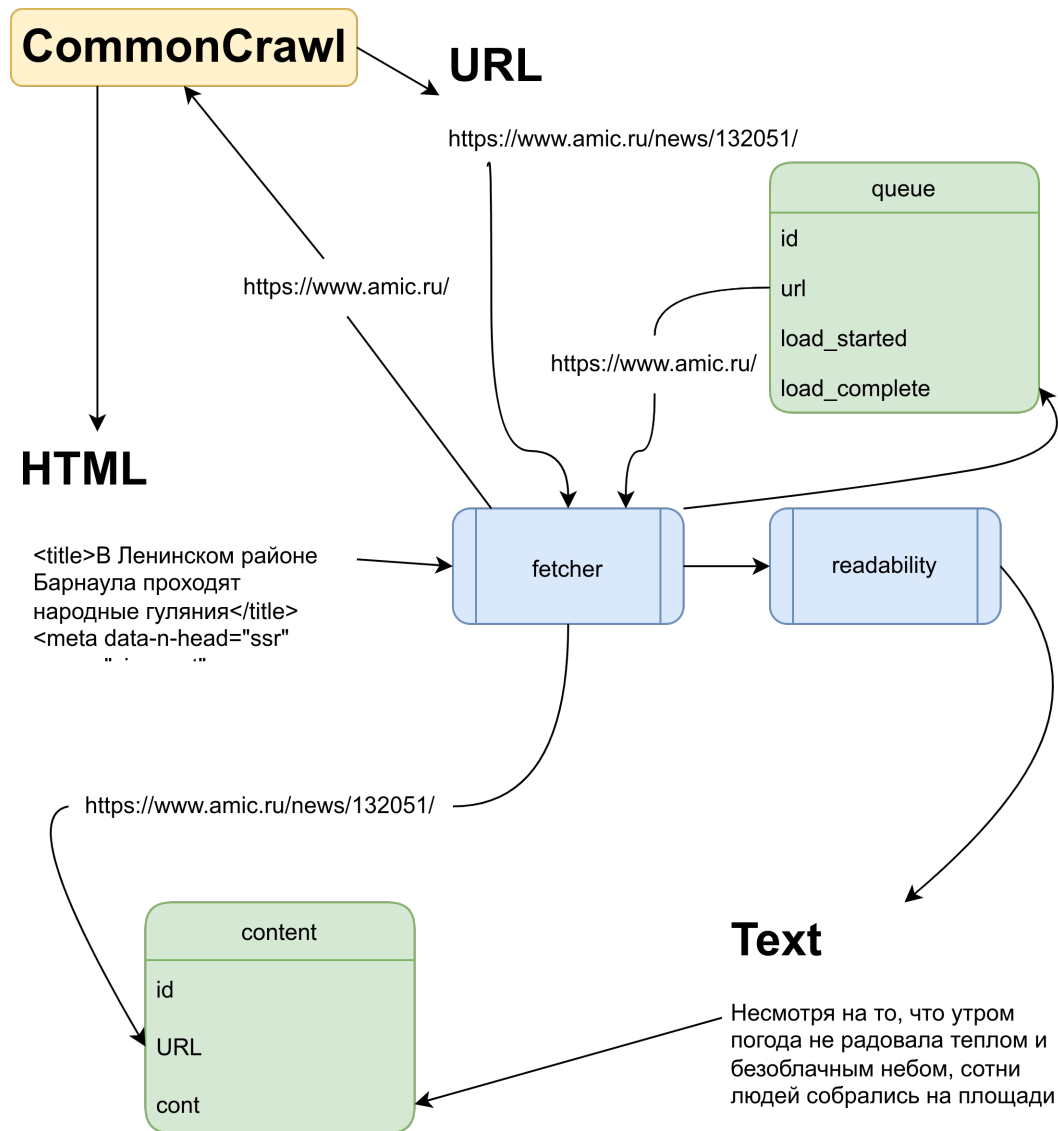 CommonCrawl
URL
https://www.amic.ru/news/132051/
queue
id
url
load_started
load_complete
https://www.amic.ru/
https://www.amic.ru/
HTML
<title>В Ленинском районе
Барнаула проходят
народные гуляния</title>
<meta data-n-head="ssr"
fetcher
readability
https://www.amic.ru/news/132051/
content
id
URL
cont
Text
Несмотря на то, что утром
погода не радовала теплом и
безоблачным небом, сотни
людей собрались на площади